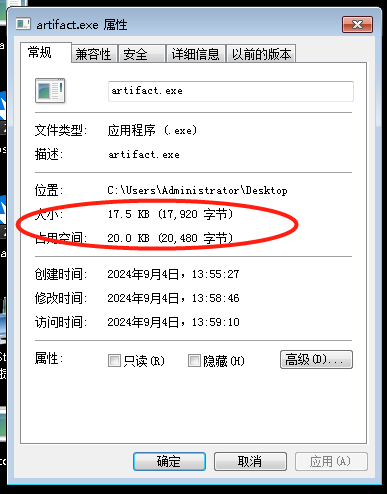 artifact.exe 属性
常规 兼容性 安全 详细信息 以前的版本
artifact.exe
文件类型: 应用程序 (.exe)
描述: artifact.exe
位置: C:\Users\Administrator\Desktop
大小: 17.5 KB (17,920 字节)
占用空间: 20.0 KB (20,480 字节)
创建时间: 2024年9月4日，13:55:27
修改时间: 2024年9月4日，13:58:46
访问时间: 2024年9月4日，13:59:10
属性: 只读(R) 隐藏(H) 高级(D)...
确定 取消 应用(A)